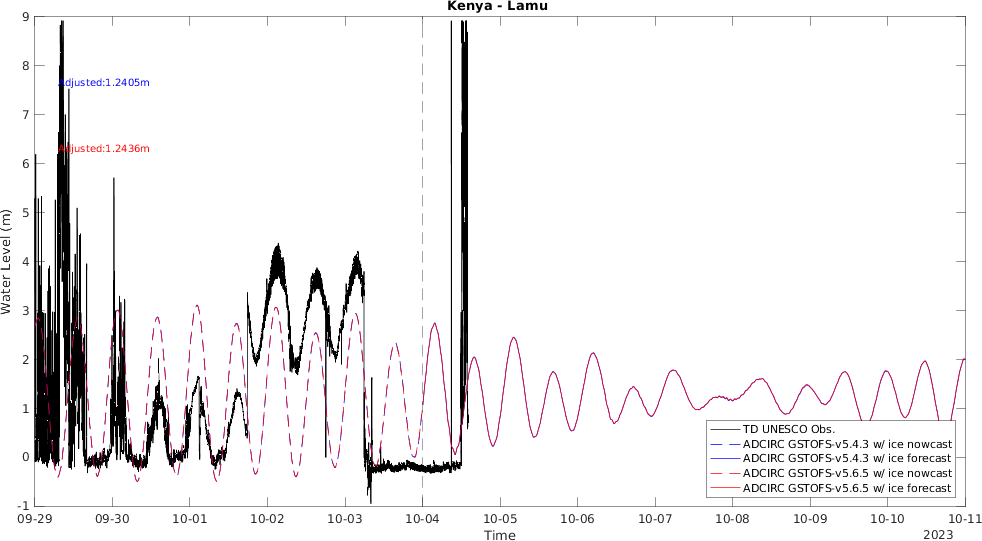 Kenya - Lamu
9
8
7
6
5
4
3
2
1
0
-1
Water Level (m)
Adjusted:1.2405m
Adjusted:1.2436m
TD UNESCO Obs.
ADCIRC GSTOFS-v5.4.3 w/ ice nowcast
ADCIRC GSTOFS-v5.4.3 w/ ice forecast
ADCIRC GSTOFS-v5.6.5 w/ ice nowcast
ADCIRC GSTOFS-v5.6.5 w/ ice forecast
09-29 09-30 10-01 10-02 10-03 10-04 10-05 10-06 10-07 10-08 10-09 10-10 10-11
Time
2023